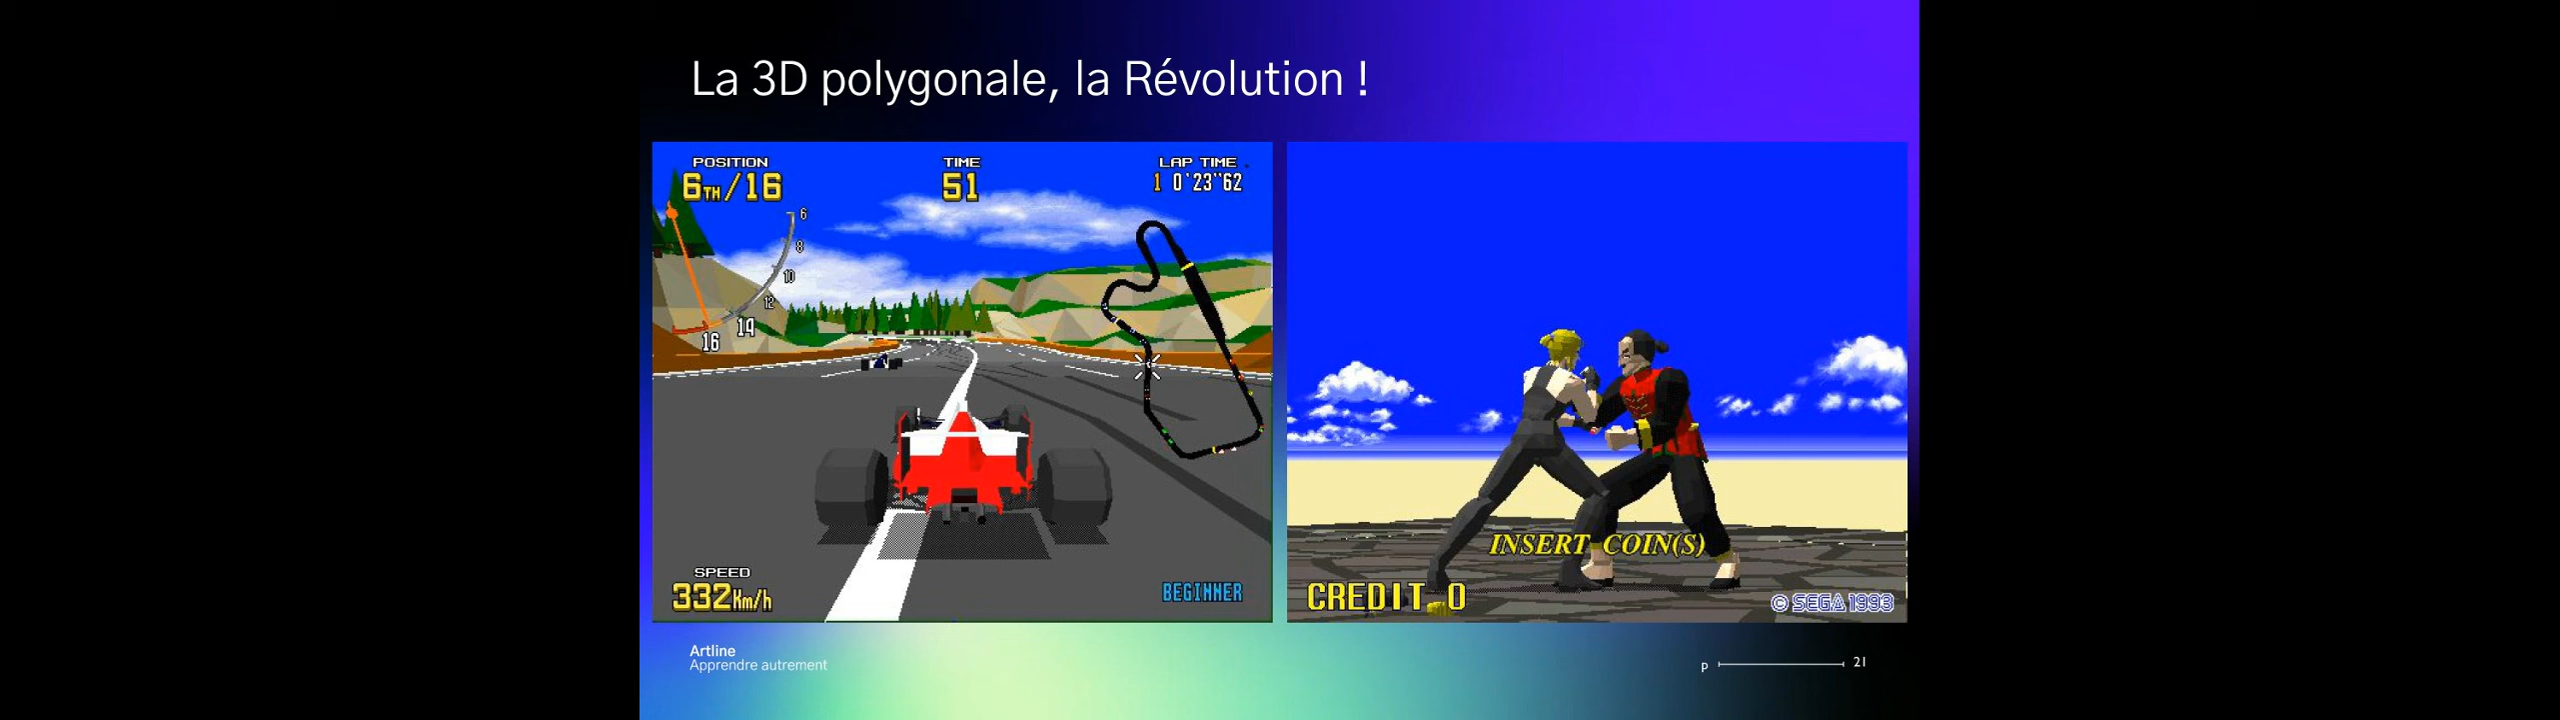 La 3D polygonale, la Révolution !
POSITION
6TH/16
TIME
51
LAP TIME
1 0'23"62
6
8
10
12
14
16
SPEED
332Km/h
BEGINNER
INSERT COIN(S)
CREDIT 0
© SEGA 1993
Artline
Apprendre autrement
P 21